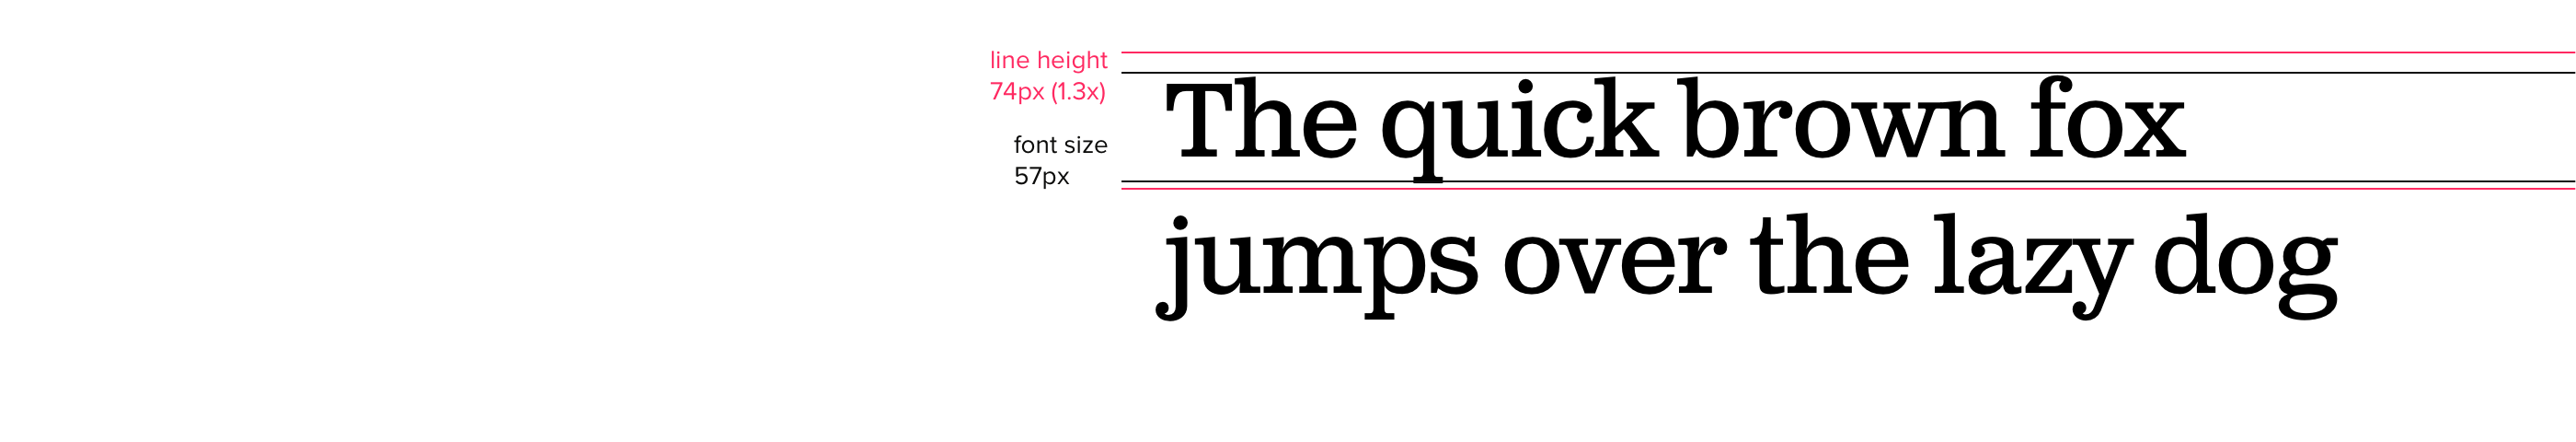 line height
74px (1.3x)
font size
57px
The quick brown fox
jumps over the lazy dog